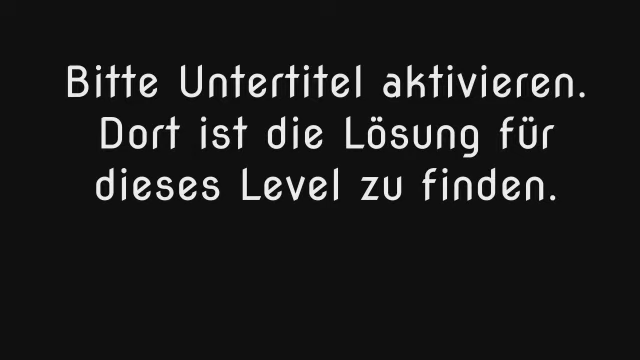 Bitte Untertitel aktivieren.
Dort ist die Lösung für
dieses Level zu finden.